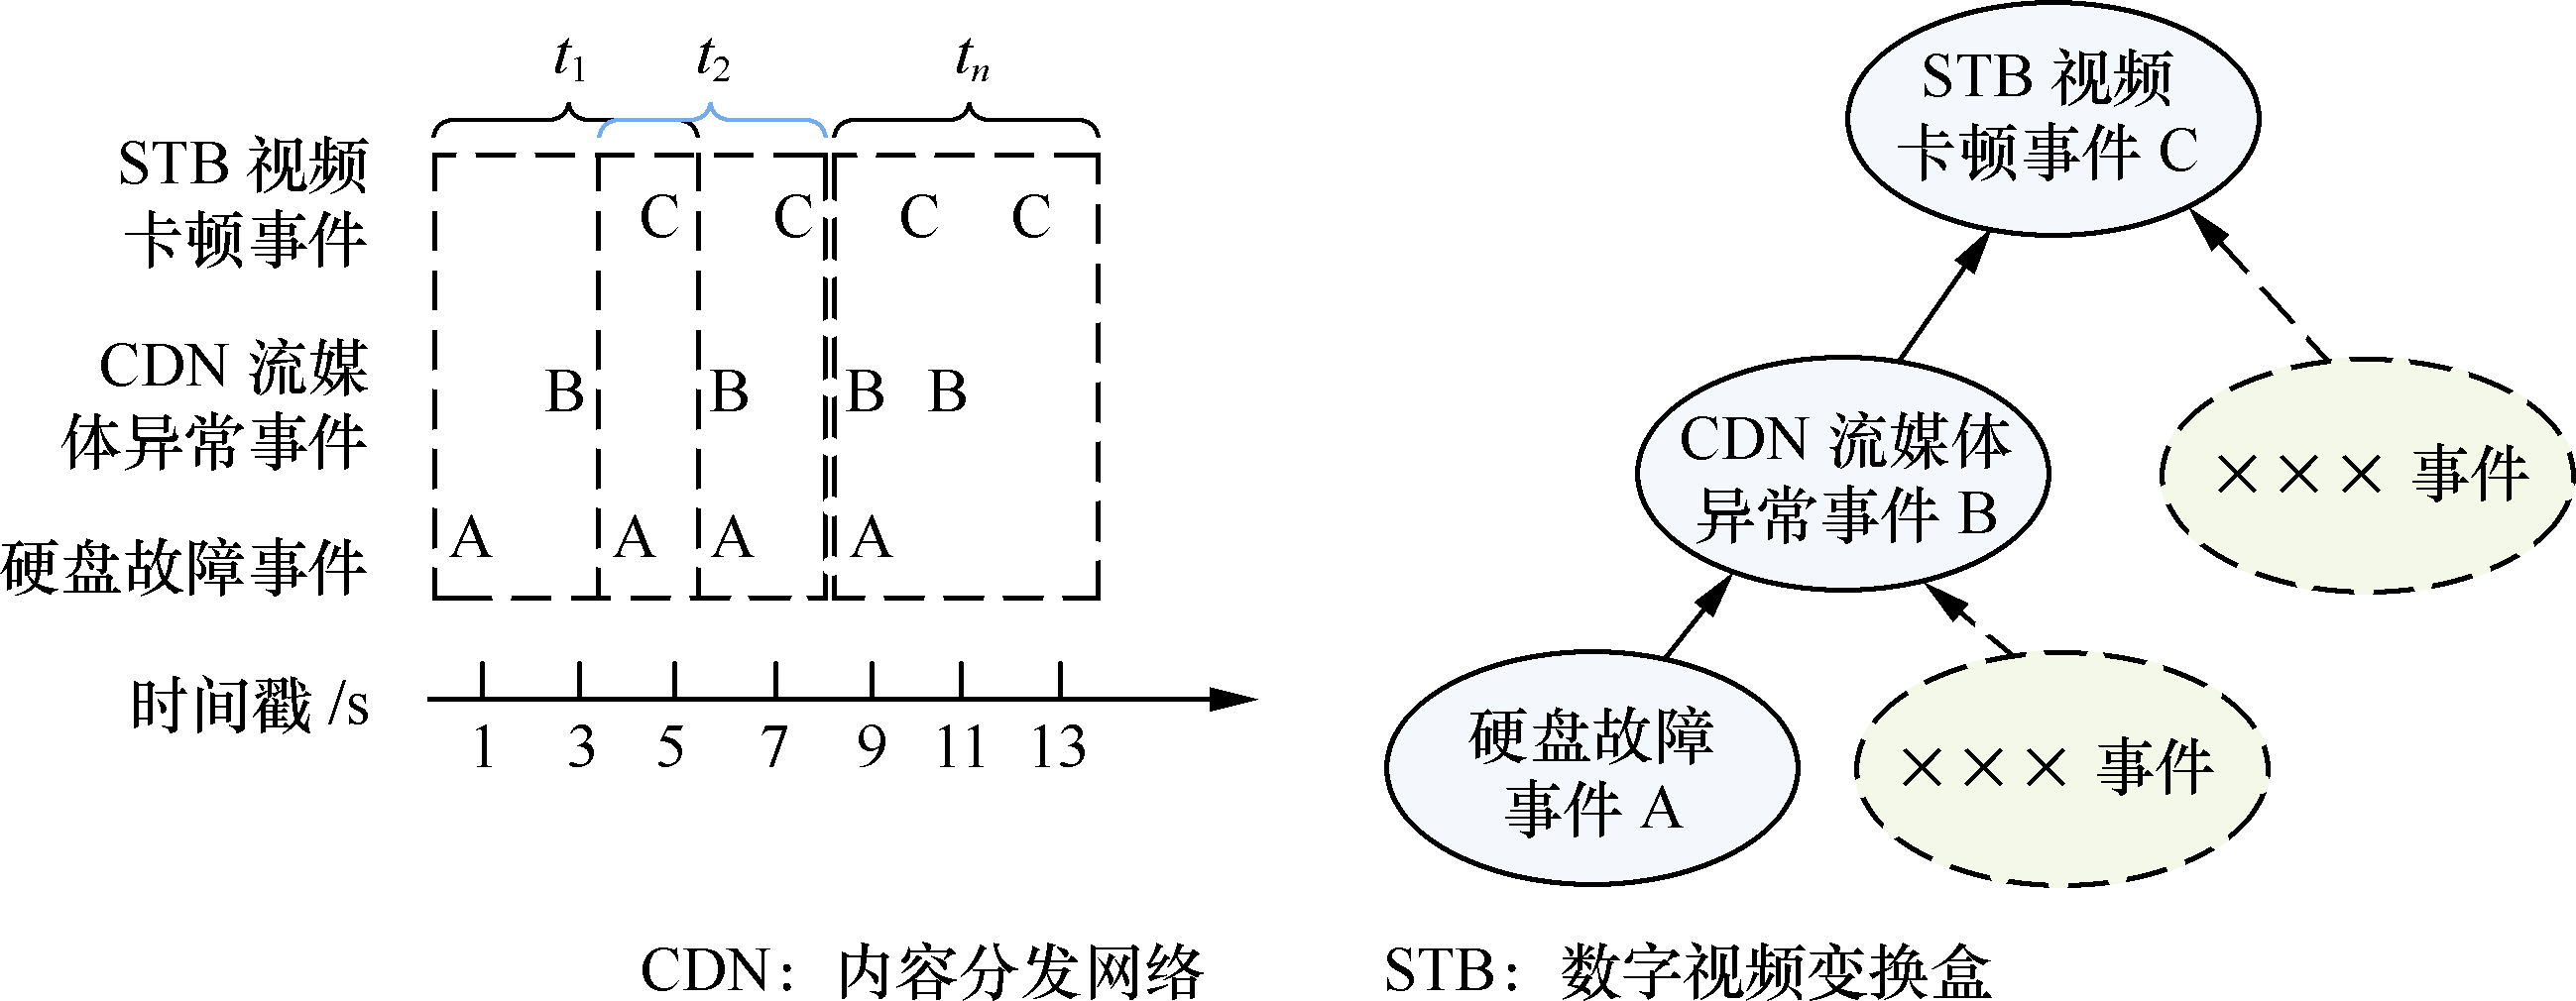 t1 t2 tn
STB 视频
卡顿事件
C C C C
CDN 流媒
体异常事件
B B B B
硬盘故障事件
A A A A
时间戳 /s
1 3 5 7 9 11 13
STB 视频
卡顿事件 C
CDN 流媒体
异常事件 B
××× 事件
硬盘故障
事件 A
××× 事件
CDN：内容分发网络
STB：数字视频变换盒